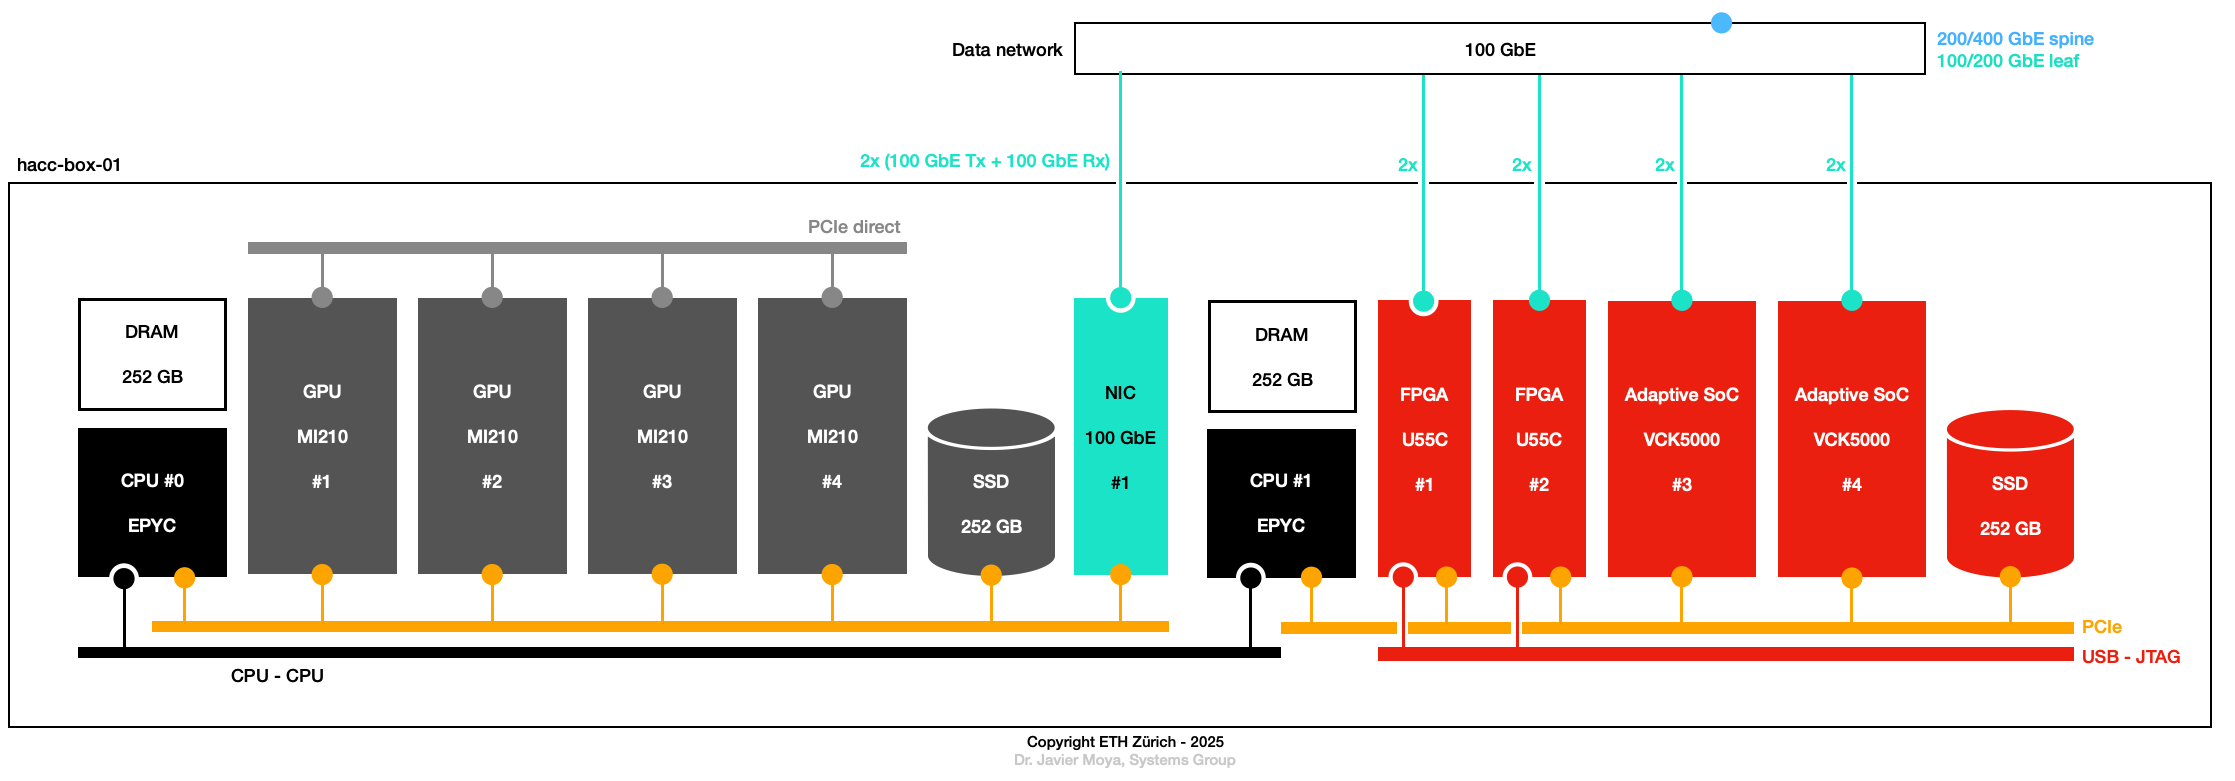 Data network
100 GbE
200/400 GbE spine
100/200 GbE leaf
2x (100 GbE Tx + 100 GbE Rx)
2x
2x
2x
2x
hacc-box-01
PCIe direct
DRAM
252 GB
CPU #0
EPYC
GPU
MI210
#1
GPU
MI210
#2
GPU
MI210
#3
GPU
MI210
#4
SSD
252 GB
NIC
100 GbE
#1
DRAM
252 GB
CPU #1
EPYC
FPGA
U55C
#1
FPGA
U55C
#2
Adaptive SoC
VCK5000
#3
Adaptive SoC
VCK5000
#4
SSD
252 GB
PCIe
USB - JTAG
CPU - CPU
Copyright ETH Zürich - 2025
Dr. Javier Moya, Systems Group